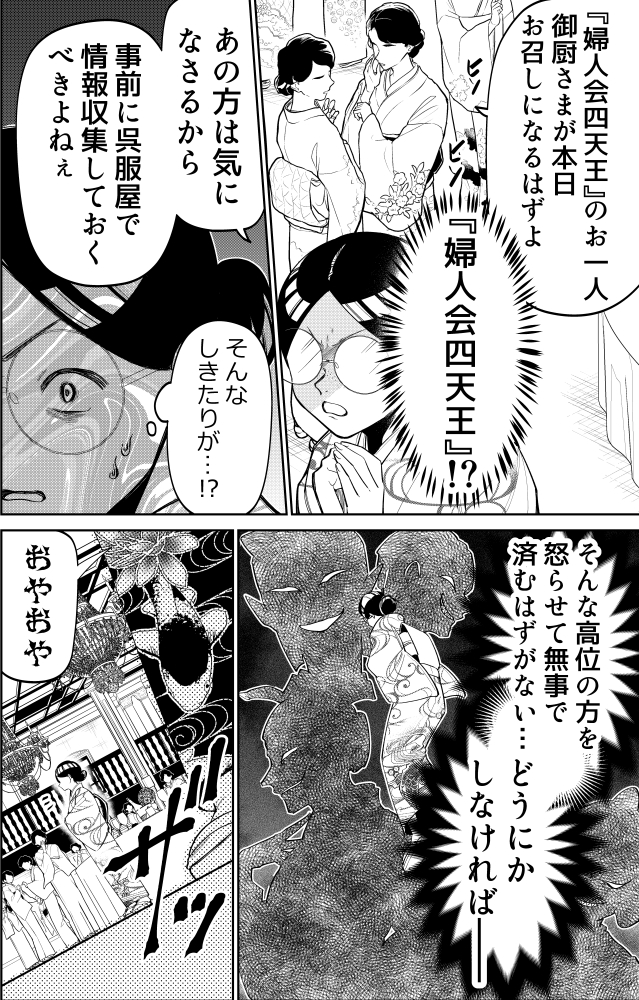 『婦人会四天王』のお一人
御厨さまが本日
お召しになるはずよ
ヒソ
ヒソ
『婦人会四天王』!?
あの方は気に
なさるから
事前に呉服屋で
情報収集しておく
べきよねぇ
そんな
しきたりが…!?
そんな高位の方を
怒らせて無事で
済むはずがない…
どうにか
しなければ──
おやおや
ザッ